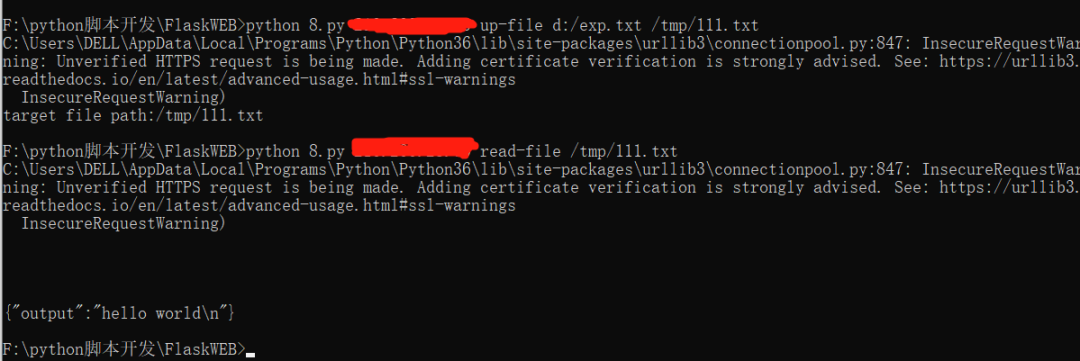 F:\python脚本开发\FlaskWEB>python 8.py up-file d:/exp.txt /tmp/111.txt
C:\Users\DELL\AppData\Local\Programs\Python\Python36\lib\site-packages\urllib3\connectionpool.py:847: InsecureRequestWar
ning: Unverified HTTPS request is being made. Adding certificate verification is strongly advised. See: https://urllib3.
readthedocs.io/en/latest/advanced-usage.html#ssl-warnings
  InsecureRequestWarning)
target file path:/tmp/111.txt
F:\python脚本开发\FlaskWEB>python 8.py read-file /tmp/111.txt
C:\Users\DELL\AppData\Local\Programs\Python\Python36\lib\site-packages\urllib3\connectionpool.py:847: InsecureRequestWar
ning: Unverified HTTPS request is being made. Adding certificate verification is strongly advised. See: https://urllib3.
readthedocs.io/en/latest/advanced-usage.html#ssl-warnings
  InsecureRequestWarning)
{"output":"hello world\n"}
F:\python脚本开发\FlaskWEB>